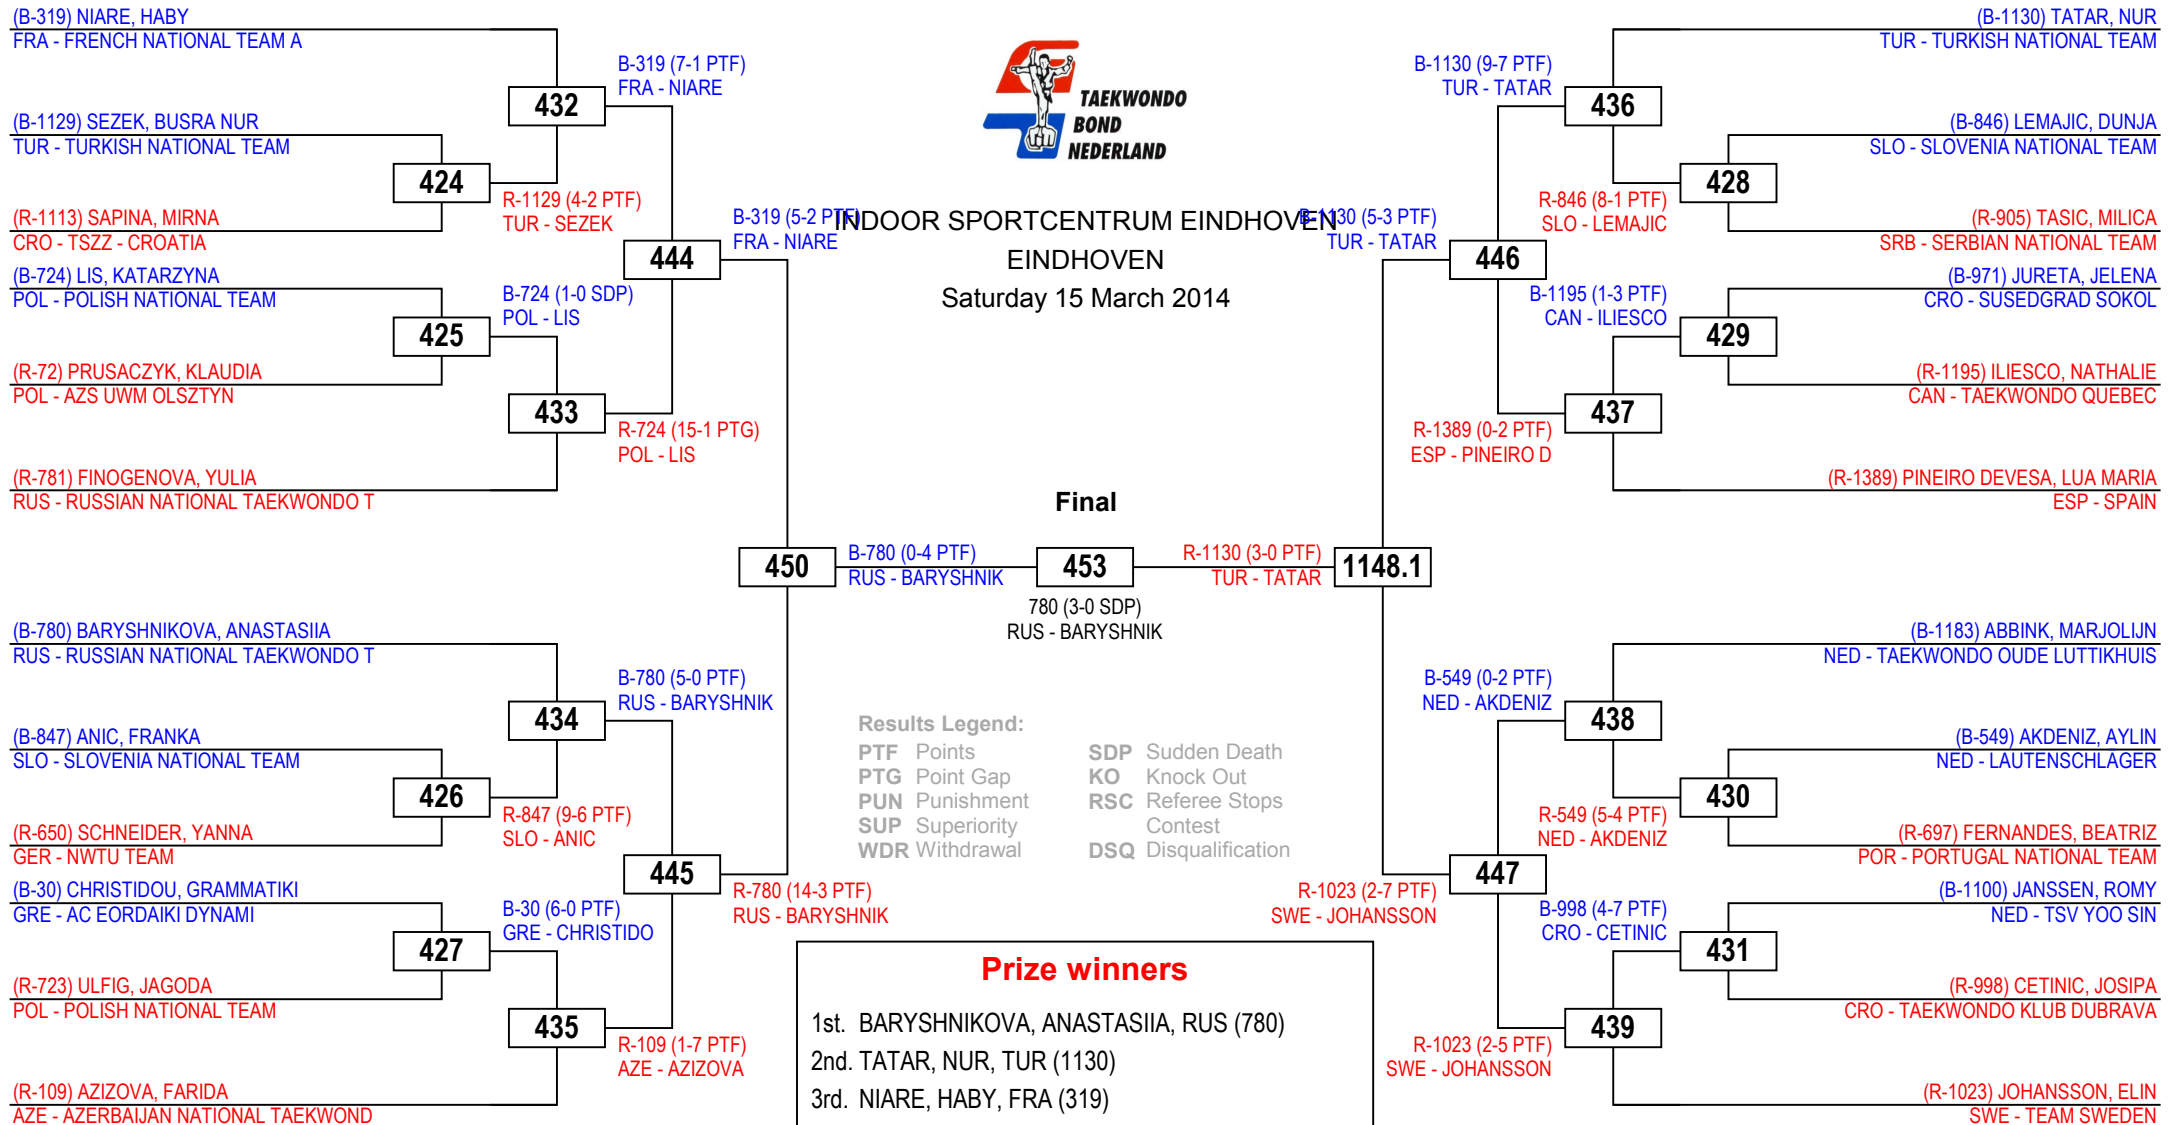 (B-319) NIARE, HABY
FRA - FRENCH NATIONAL TEAM A
(B-1129) SEZEK, BUSRA NUR
TUR - TURKISH NATIONAL TEAM
(R-1113) SAPINA, MIRNA
CRO - TSZZ - CROATIA
(B-724) LIS, KATARZYNA
POL - POLISH NATIONAL TEAM
(R-72) PRUSACZYK, KLAUDIA
POL - AZS UWM OLSZTYN
(R-781) FINOGENOVA, YULIA
RUS - RUSSIAN NATIONAL TAEKWONDO T
(B-780) BARYSHNIKOVA, ANASTASIIA
RUS - RUSSIAN NATIONAL TAEKWONDO T
(B-847) ANIC, FRANKA
SLO - SLOVENIA NATIONAL TEAM
(R-650) SCHNEIDER, YANNA
GER - NWTU TEAM
(B-30) CHRISTIDOU, GRAMMATIKI
GRE - AC EORDAIKI DYNAMI
(R-723) ULFIG, JAGODA
POL - POLISH NATIONAL TEAM
(R-109) AZIZOVA, FARIDA
AZE - AZERBAIJAN NATIONAL TAEKWOND
424
R-1129 (4-2 PTF)
TUR - SEZEK
425
B-724 (1-0 SDP)
POL - LIS
426
R-847 (9-6 PTF)
SLO - ANIC
427
B-30 (6-0 PTF)
GRE - CHRISTIDO
432
B-319 (7-1 PTF)
FRA - NIARE
433
R-724 (15-1 PTG)
POL - LIS
434
B-780 (5-0 PTF)
RUS - BARYSHNIK
435
R-109 (1-7 PTF)
AZE - AZIZOVA
444
B-319 (5-2 PTF)
FRA - NIARE
445
R-780 (14-3 PTF)
RUS - BARYSHNIK
450
B-780 (0-4 PTF)
RUS - BARYSHNIK
TAEKWONDO
BOND
NEDERLAND
INDOOR SPORTCENTRUM EINDHOVEN
EINDHOVEN
Saturday 15 March 2014
Final
453
780 (3-0 SDP)
RUS - BARYSHNIK
R-1130 (3-0 PTF)
TUR - TATAR
1148.1
B-1130 (5-3 PTF)
TUR - TATAR
446
R-1023 (2-7 PTF)
SWE - JOHANSSON
447
B-1130 (9-7 PTF)
TUR - TATAR
436
R-1389 (0-2 PTF)
ESP - PINEIRO D
437
B-549 (0-2 PTF)
NED - AKDENIZ
438
R-1023 (2-5 PTF)
SWE - JOHANSSON
439
R-846 (8-1 PTF)
SLO - LEMAJIC
428
B-1195 (1-3 PTF)
CAN - ILIESCO
429
R-549 (5-4 PTF)
NED - AKDENIZ
430
B-998 (4-7 PTF)
CRO - CETINIC
431
(B-1130) TATAR, NUR
TUR - TURKISH NATIONAL TEAM
(B-846) LEMAJIC, DUNJA
SLO - SLOVENIA NATIONAL TEAM
(R-905) TASIC, MILICA
SRB - SERBIAN NATIONAL TEAM
(B-971) JURETA, JELENA
CRO - SUSEDGRAD SOKOL
(R-1195) ILIESCO, NATHALIE
CAN - TAEKWONDO QUEBEC
(R-1389) PINEIRO DEVESA, LUA MARIA
ESP - SPAIN
(B-1183) ABBINK, MARJOLIJN
NED - TAEKWONDO OUDE LUTTIKHUIS
(B-549) AKDENIZ, AYLIN
NED - LAUTENSCHLÄGER
(R-697) FERNANDES, BEATRIZ
POR - PORTUGAL NATIONAL TEAM
(B-1100) JANSSEN, ROMY
NED - TSV YOO SIN
(R-998) CETINIC, JOSIPA
CRO - TAEKWONDO KLUB DUBRAVA
(R-1023) JOHANSSON, ELIN
SWE - TEAM SWEDEN
Results Legend:
PTF Points SDP Sudden Death
PTG Point Gap KO Knock Out
PUN Punishment RSC Referee Stops
SUP Superiority Contest
WDR Withdrawal DSQ Disqualification
Prize winners
1st. BARYSHNIKOVA, ANASTASIIA, RUS (780)
2nd. TATAR, NUR, TUR (1130)
3rd. NIARE, HABY, FRA (319)